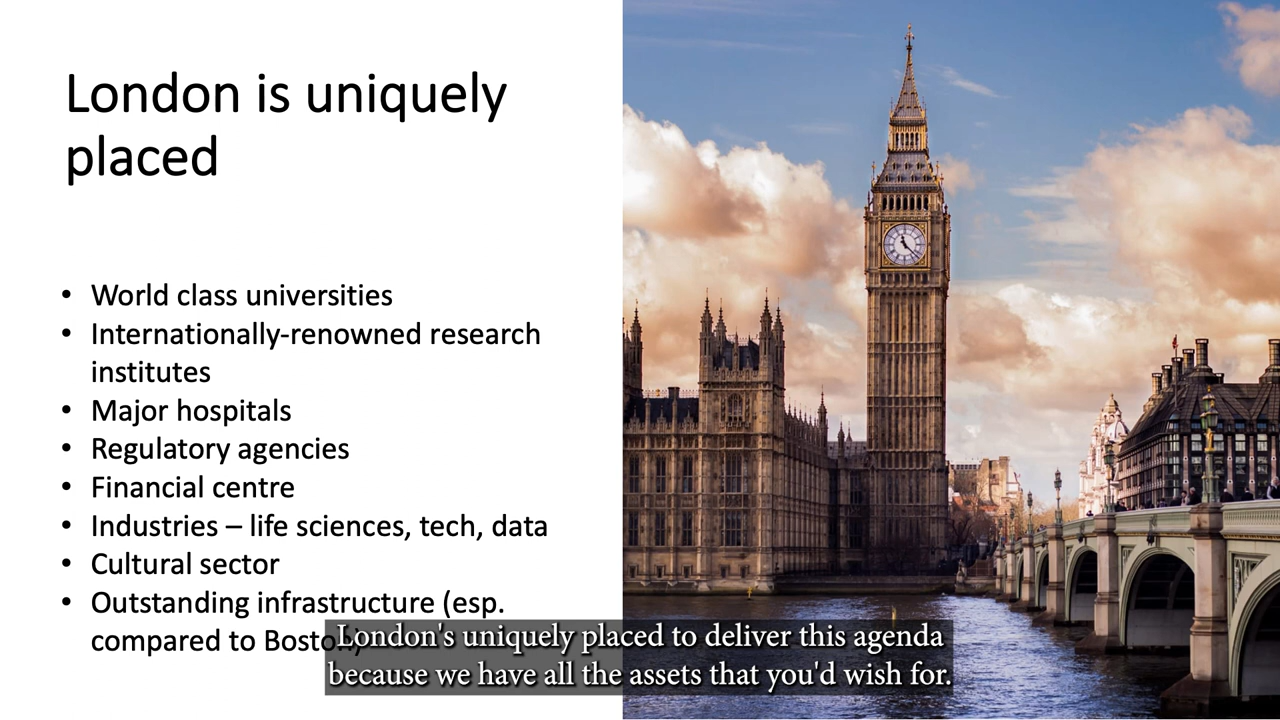 London is uniquely
placed
• World class universities
• Internationally-renowned research
institutes
• Major hospitals
• Regulatory agencies
• Financial centre
• Industries – life sciences, tech, data
• Cultural sector
• Outstanding infrastructure (esp.
compared to Boston)
London's uniquely placed to deliver this agenda
because we have all the assets that you'd wish for.